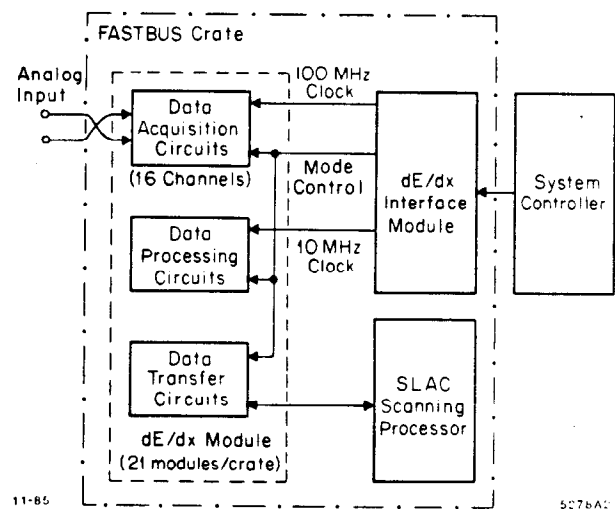 FASTBUS Crate
Analog
Input
Data
Acquisition
Circuits
(16 Channels)
100 MHz
Clock
Mode
Control
dE/dx
Interface
Module
System
Controller
Data
Processing
Circuits
10 MHz
Clock
Data
Transfer
Circuits
SLAC
Scanning
Processor
dE/dx Module
(21 modules/crate)
11-85